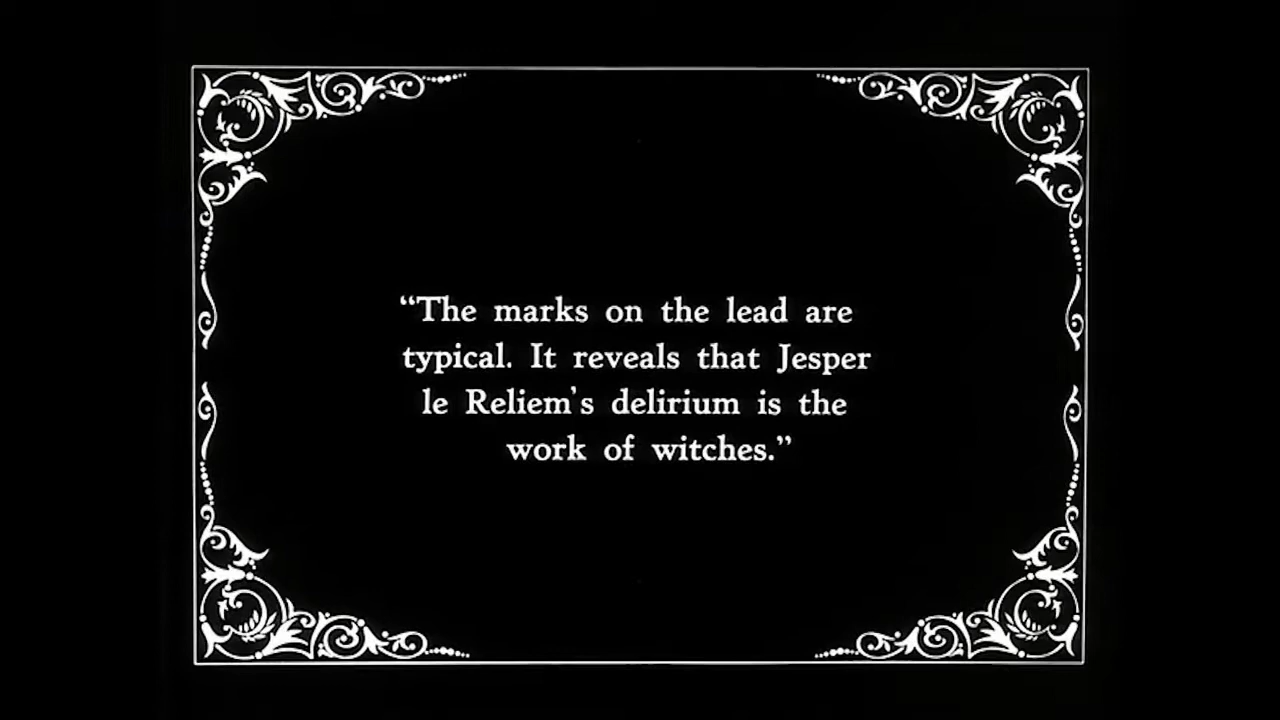 “The marks on the lead are
typical. It reveals that Jesper
le Reliem's delirium is the
work of witches.”